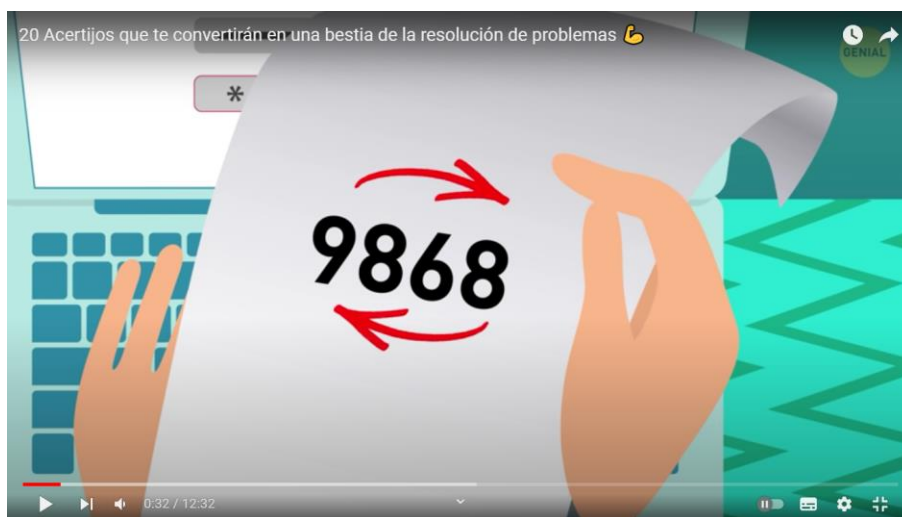 20 Acertijos que te convertirán en una bestia de la resolución de problemas 💪
GENIAL
*
9868
0:32 / 12:32